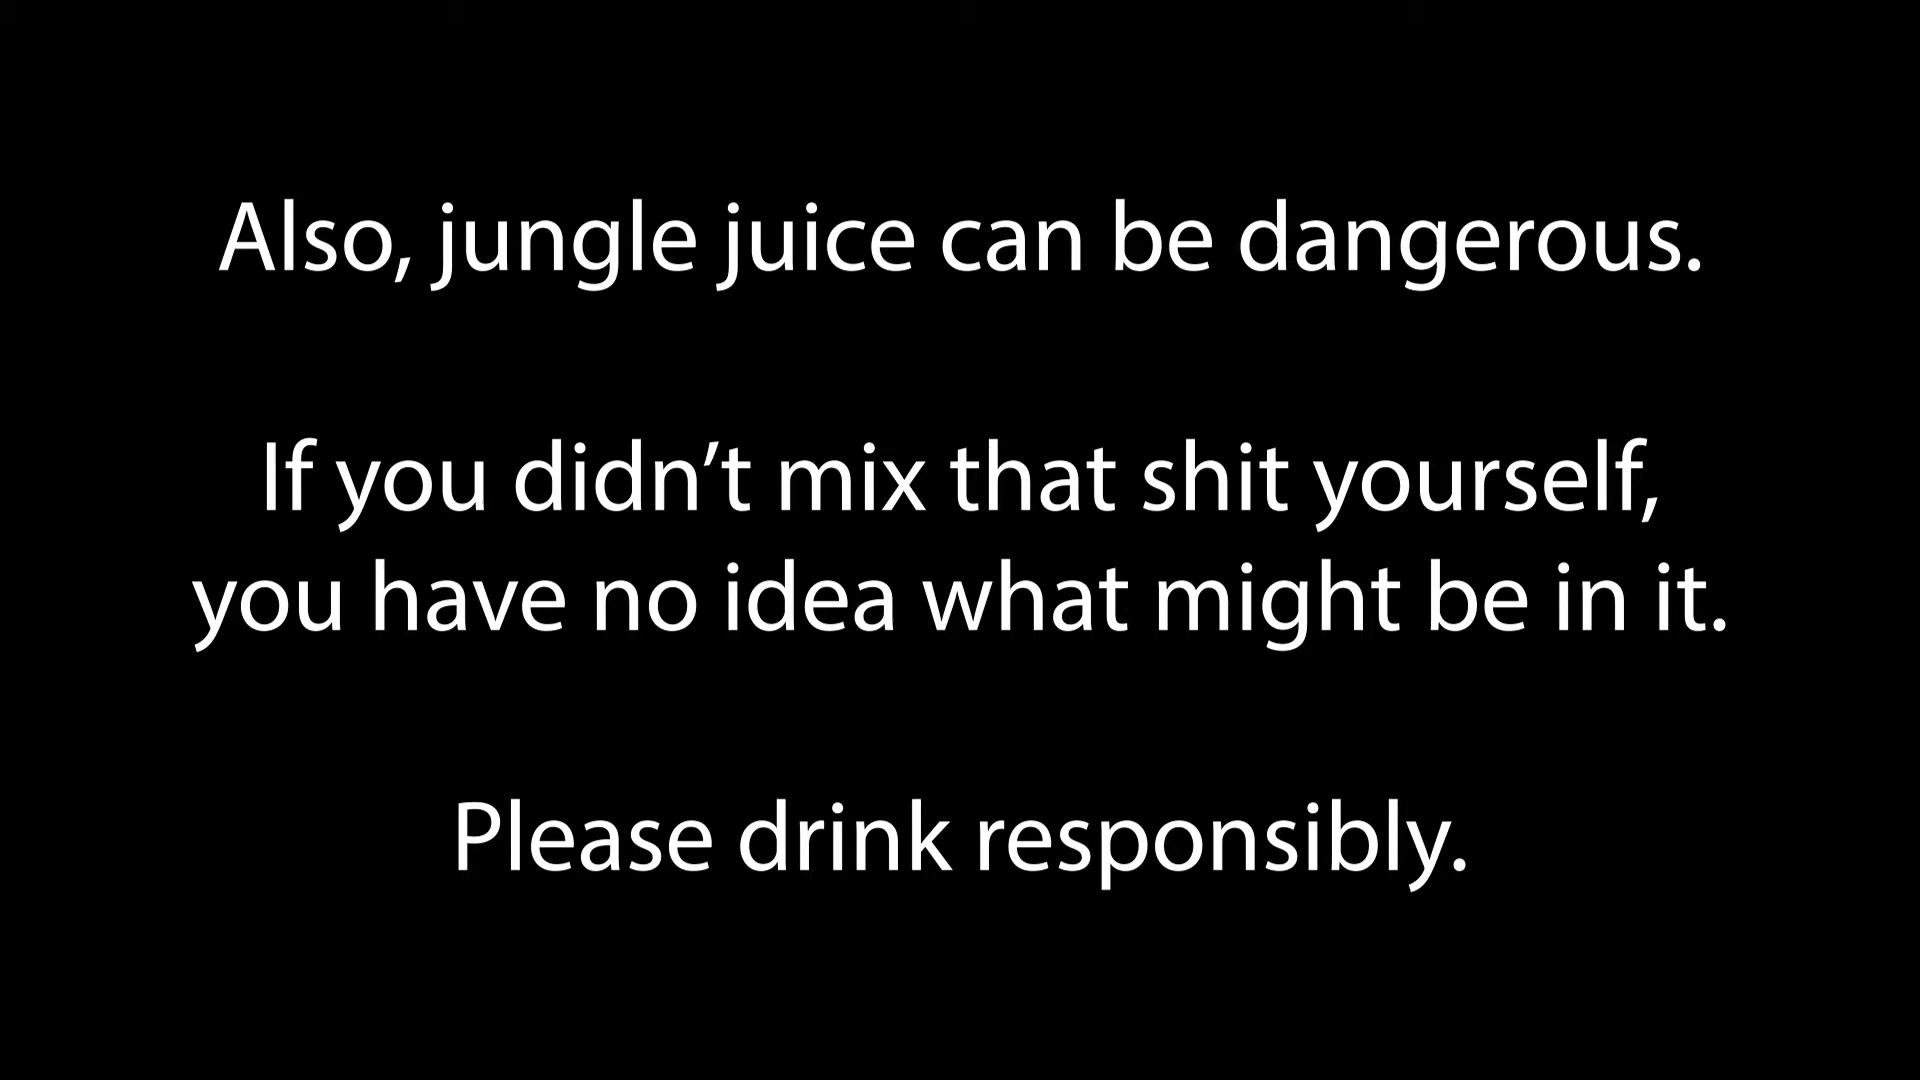 Also, jungle juice can be dangerous.
If you didn’t mix that shit yourself,
you have no idea what might be in it.
Please drink responsibly.